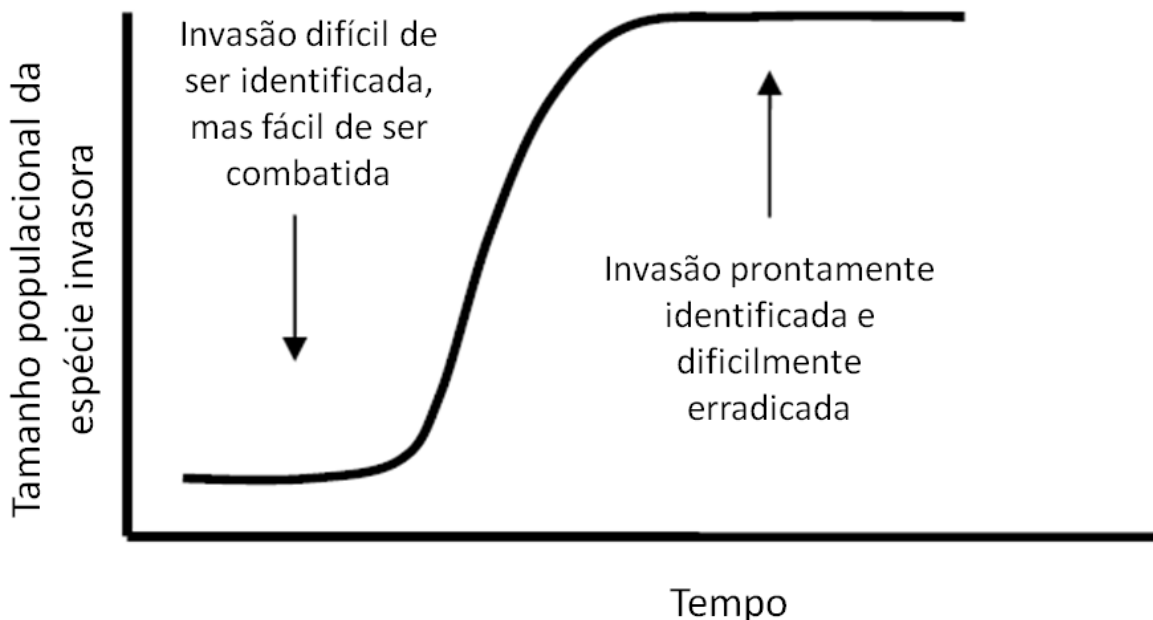 Tamanho populacional da
espécie invasora
Invasão difícil de
ser identificada,
mas fácil de ser
combatida
Invasão prontamente
identificada e
dificilmente
erradicada
Tempo